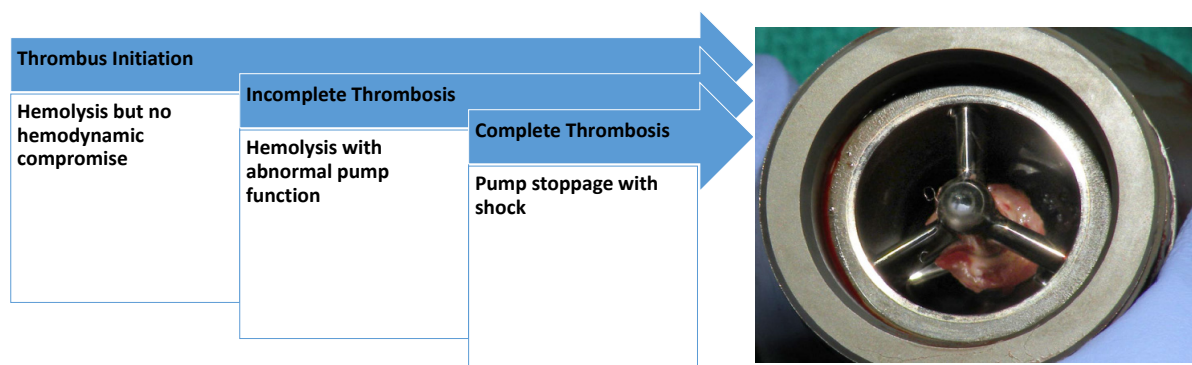 Thrombus Initiation
Hemolysis but no
hemodynamic
compromise
Incomplete Thrombosis
Hemolysis with
abnormal pump
function
Complete Thrombosis
Pump stoppage with
shock